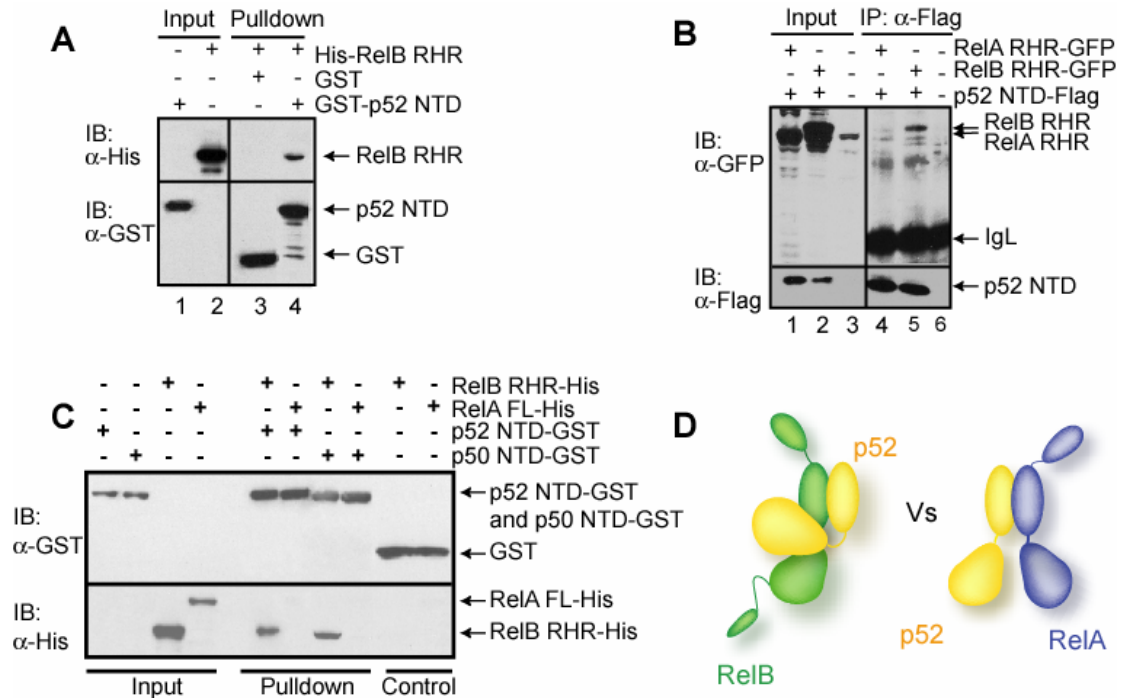 A
Input Pulldown
- + + + His-RelB RHR
- - + - GST
+ - - + GST-p52 NTD
IB:
α-His
RelB RHR
IB:
α-GST
p52 NTD
GST
1 2 3 4
B
Input IP: α-Flag
+ - - + - - RelA RHR-GFP
- + - - + - RelB RHR-GFP
+ + - + + - p52 NTD-Flag
IB:
α-GFP
RelB RHR
RelA RHR
IgL
IB:
α-Flag
p52 NTD
1 2 3 4 5 6
C
- - + - + - + - + - RelB RHR-His
- - - + - + - + - + RelA FL-His
+ - - - + + - - - - p52 NTD-GST
- + - - - - + + - - p50 NTD-GST
IB:
α-GST
p52 NTD-GST
and p50 NTD-GST
GST
IB:
α-His
RelA FL-His
RelB RHR-His
Input Pulldown Control
D
p52
Vs
p52
RelB
RelA